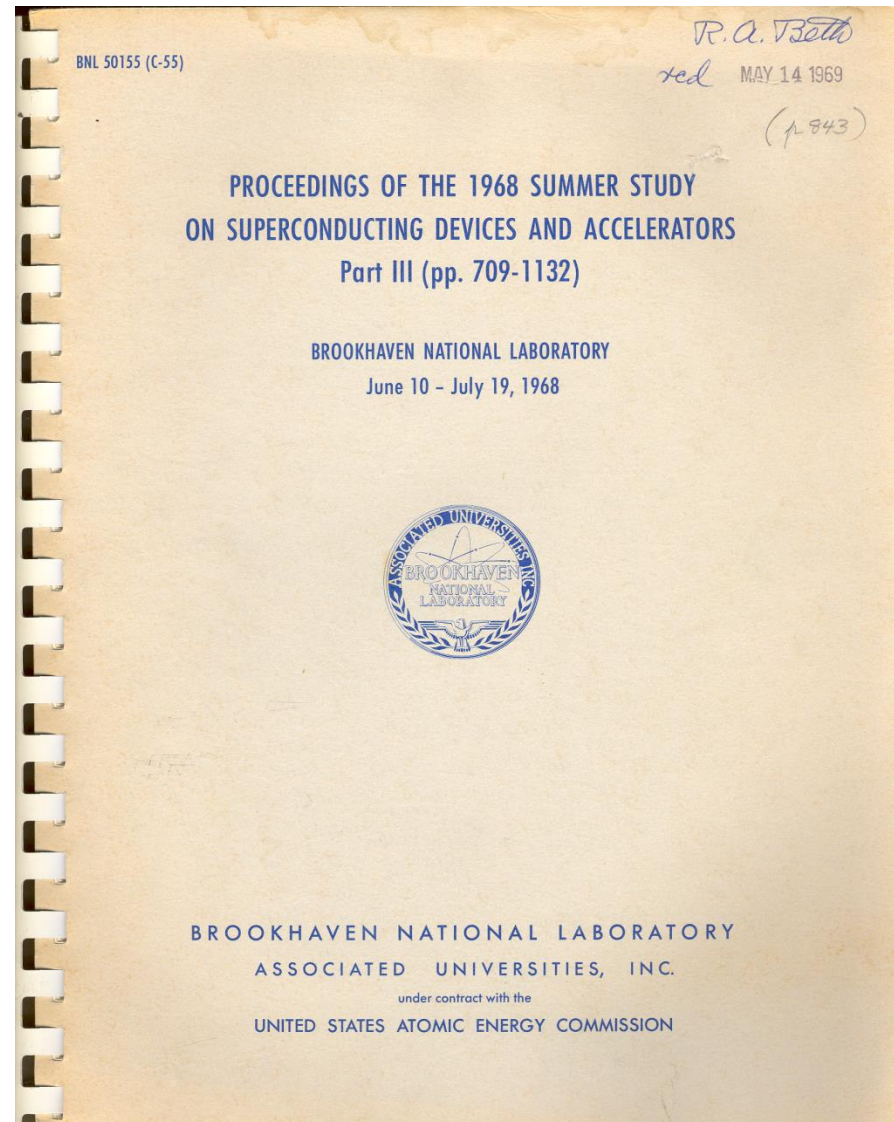 BNL 50155 (C-55)
R. A. Beth
rcd MAY 14 1969
(p 843)
PROCEEDINGS OF THE 1968 SUMMER STUDY
ON SUPERCONDUCTING DEVICES AND ACCELERATORS
Part III (pp. 709-1132)
BROOKHAVEN NATIONAL LABORATORY
June 10 – July 19, 1968
ASSOCIATED UNIVERSITIES INC
BROOKHAVEN
NATIONAL
LABORATORY
BROOKHAVEN NATIONAL LABORATORY
ASSOCIATED UNIVERSITIES, INC.
under contract with the
UNITED STATES ATOMIC ENERGY COMMISSION